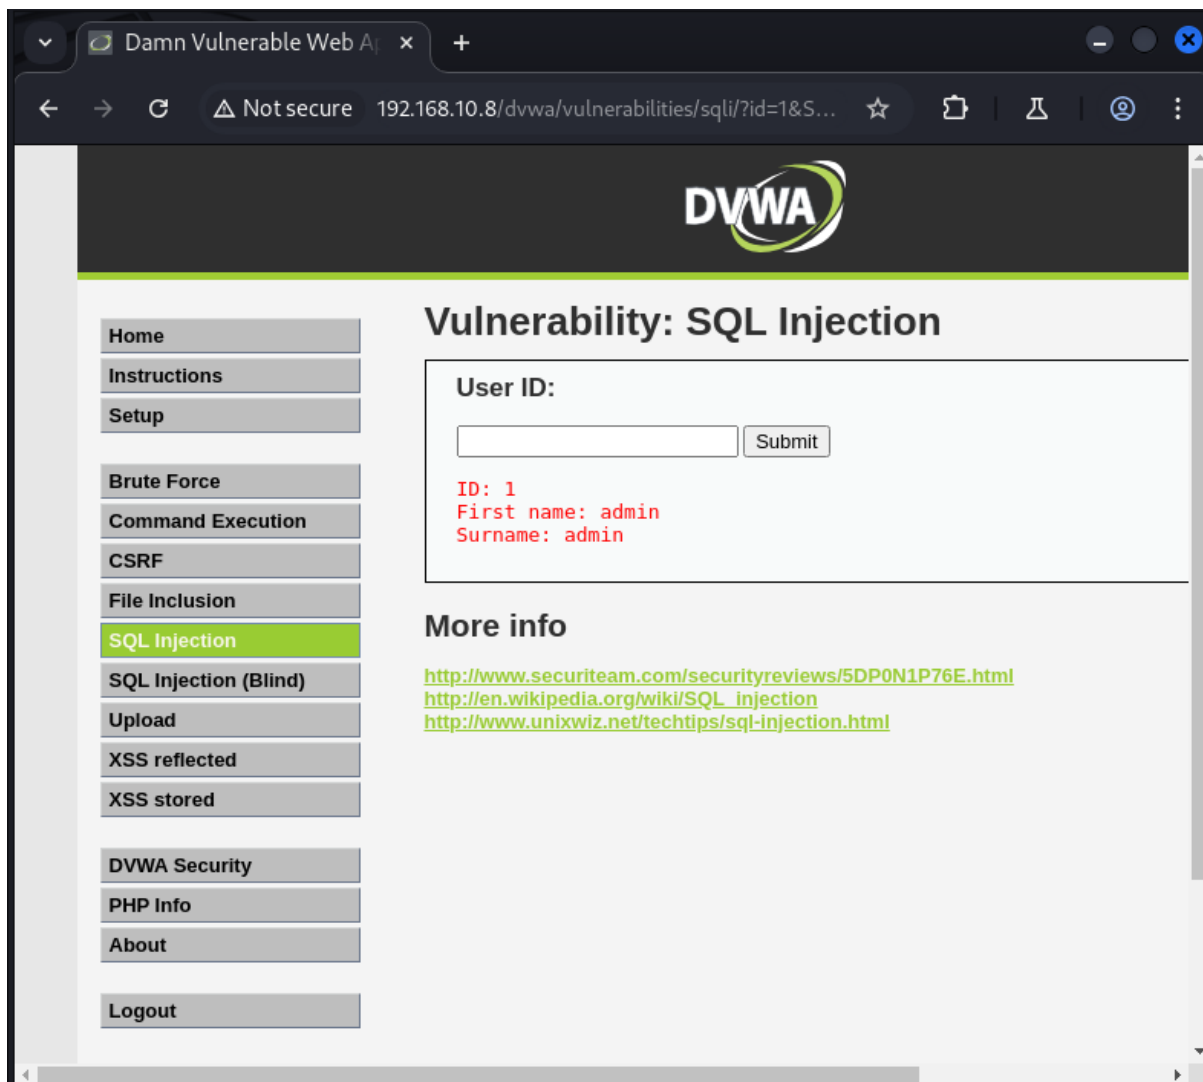 Damn Vulnerable Web Ap
Not secure 192.168.10.8/dvwa/vulnerabilities/sqli/?id=1&S...
DVWA
Home
Instructions
Setup
Brute Force
Command Execution
CSRF
File Inclusion
SQL Injection
SQL Injection (Blind)
Upload
XSS reflected
XSS stored
DVWA Security
PHP Info
About
Logout
Vulnerability: SQL Injection
User ID:
Submit
ID: 1
First name: admin
Surname: admin
More info
http://www.securiteam.com/securityreviews/5DP0N1P76E.html
http://en.wikipedia.org/wiki/SQL_injection
http://www.unixwiz.net/techtips/sql-injection.html